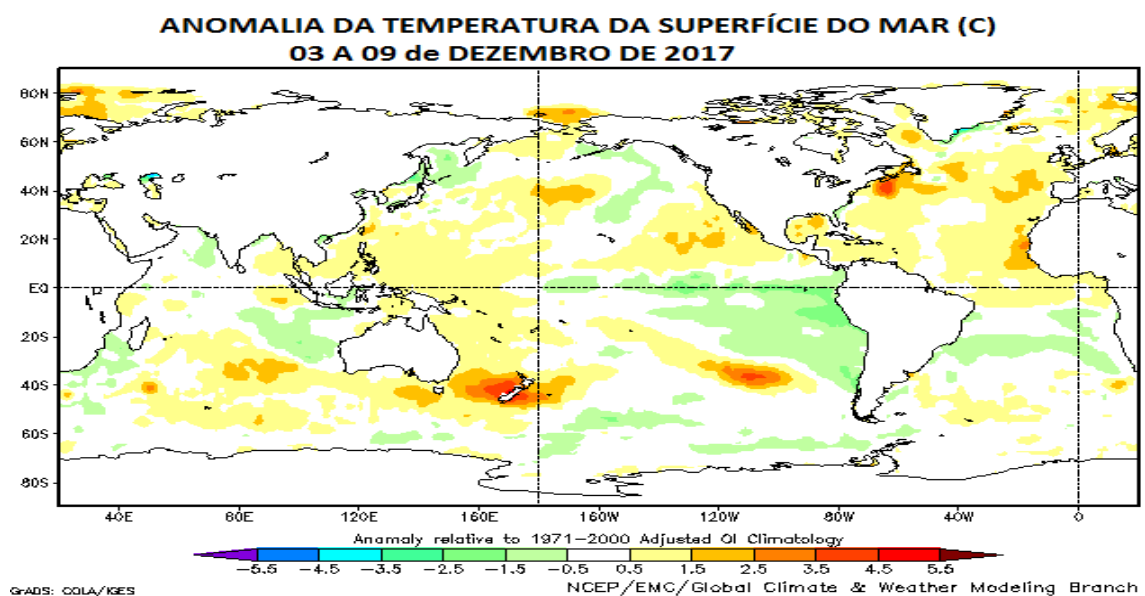 ANOMALIA DA TEMPERATURA DA SUPERFÍCIE DO MAR (C)
03 A 09 de DEZEMBRO DE 2017
80N
60N
40N
20N
EQ
20S
40S
60S
80S
40E 80E 120E 160E 160W 120W 80W 40W 0
Anomaly relative to 1971-2000 Adjusted OI Climatology
-5.5 -4.5 -3.5 -2.5 -1.5 -0.5 0.5 1.5 2.5 3.5 4.5 5.5
GrADS: COLA/IGES NCEP/EMC/Global Climate & Weather Modeling Branch